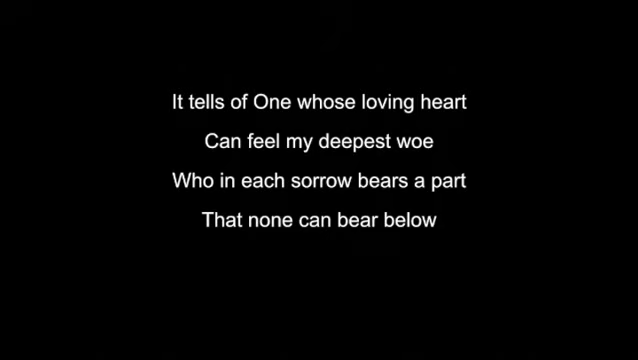 It tells of One whose loving heart
Can feel my deepest woe
Who in each sorrow bears a part
That none can bear below